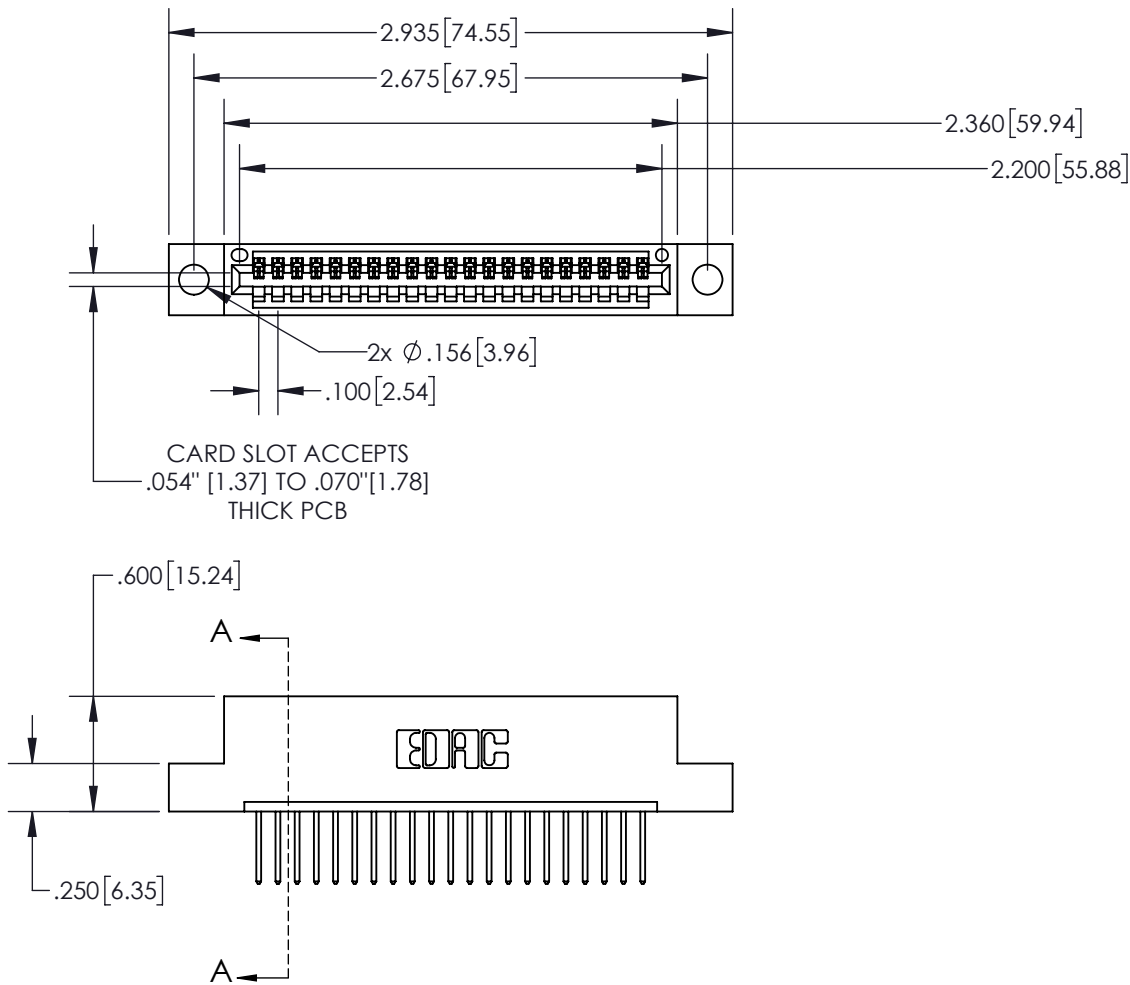 2.935[74.55]
2.675[67.95]
2.360[59.94]
2.200[55.88]
2x Ø .156[3.96]
.100[2.54]
CARD SLOT ACCEPTS
.054" [1.37] TO .070"[1.78]
THICK PCB
.600[15.24]
A
EDAC
.250[6.35]
A